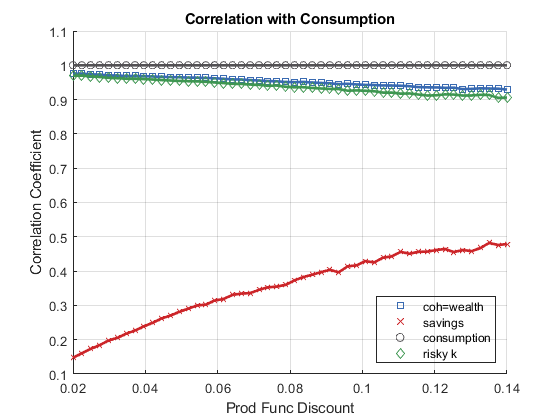 Correlation with Consumption
1.1
1
0.9
0.8
0.7
0.6
0.5
0.4
0.3
0.2
0.1
Correlation Coefficient
coh=wealth
savings
consumption
risky k
0.02 0.04 0.06 0.08 0.1 0.12 0.14
Prod Func Discount